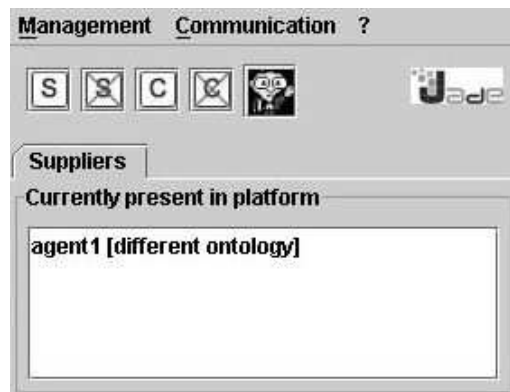 Management Communication ?
S S C C Jade
Suppliers
Currently present in platform
agent1 [different ontology]